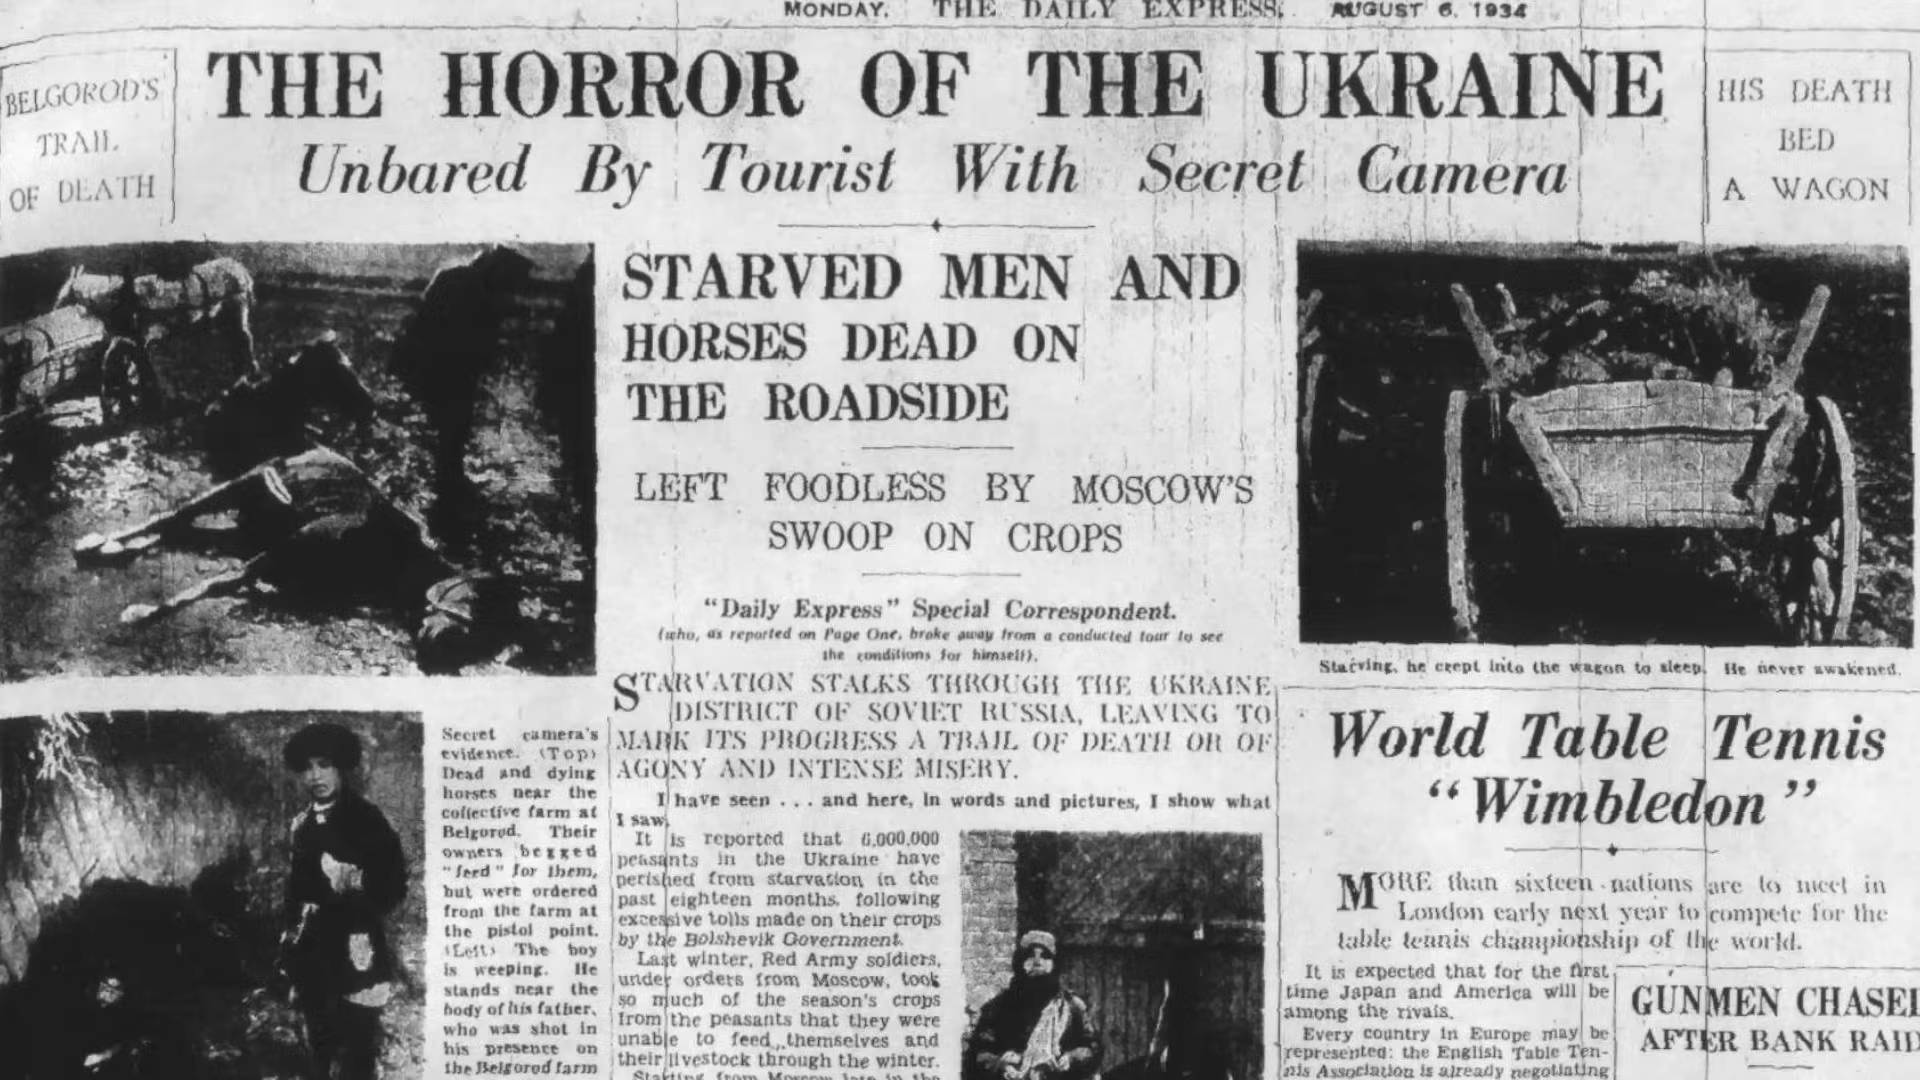 MONDAY. THE DAILY EXPRESS. AUGUST 6, 1934
BELGOROD'S
TRAIL
OF DEATH
THE HORROR OF THE UKRAINE
Unbared By Tourist With Secret Camera
HIS DEATH
BED
A WAGON
STARVED MEN AND
HORSES DEAD ON
THE ROADSIDE
LEFT FOODLESS BY MOSCOW'S
SWOOP ON CROPS
"Daily Express" Special Correspondent.
(who, as reported on Page One, broke away from a conducted tour to see
the conditions for himself).
STARVATION STALKS THROUGH THE UKRAINE
DISTRICT OF SOVIET RUSSIA, LEAVING TO
MARK ITS PROGRESS A TRAIL OF DEATH OR OF
AGONY AND INTENSE MISERY.
I have seen . . . and here, in words and pictures, I show what
I saw.
It is reported that 6,000,000
peasants in the Ukraine have
perished from starvation in the
past eighteen months, following
excessive tolls made on their crops
by the Bolshevik Government.
Last winter, Red Army soldiers,
under orders from Moscow, took
so much of the season's crops
from the peasants that they were
unable to feed themselves and
their livestock through the winter.
Starting from Moscow late in the
Secret camera's
evidence. (Top)
Dead and dying
horses near the
collective farm at
Belgorod. Their
owners begged
"feed" for them,
but were ordered
from the farm at
the pistol point.
(Left) The boy
is weeping. He
stands near the
body of his father,
who was shot in
his presence on
the Belgorod farm
Starving, he crept into the wagon to sleep. He never awakened.
World Table Tennis
"Wimbledon"
MORE than sixteen nations are to meet in
London early next year to compete for the
table tennis championship of the world.
It is expected that for the first
time Japan and America will be
among the rivals.
Every country in Europe may be
represented: the English Table Ten-
nis Association is already negotiating
GUNMEN CHASED
AFTER BANK RAID